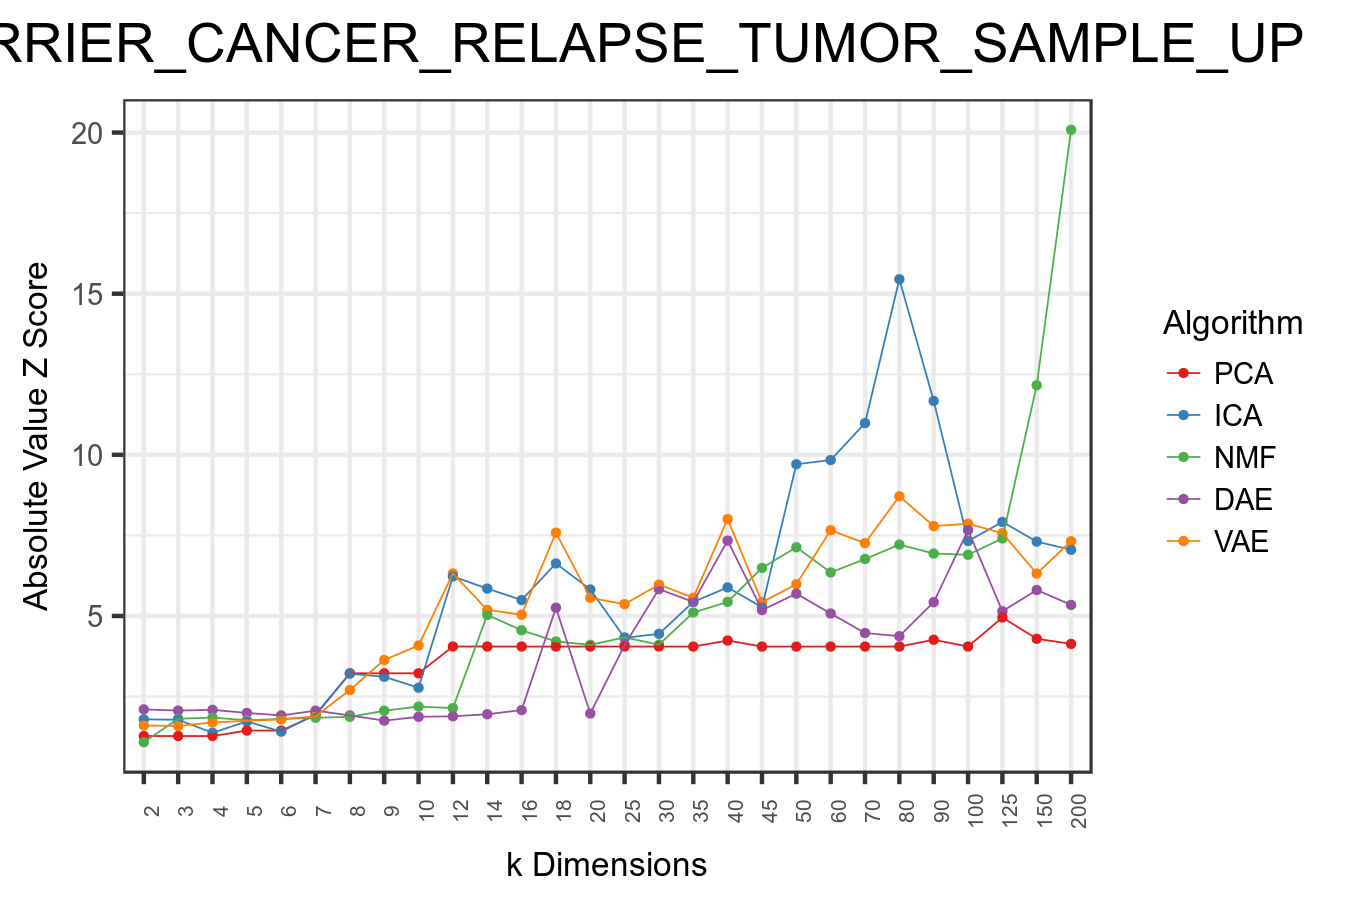 RRIER_CANCER_RELAPSE_TUMOR_SAMPLE_UP
20
15
10
5
Absolute Value Z Score
2 3 4 5 6 7 8 9 10 12 14 16 18 20 25 30 35 40 45 50 60 70 80 90 100 125 150 200
k Dimensions
Algorithm
PCA
ICA
NMF
DAE
VAE